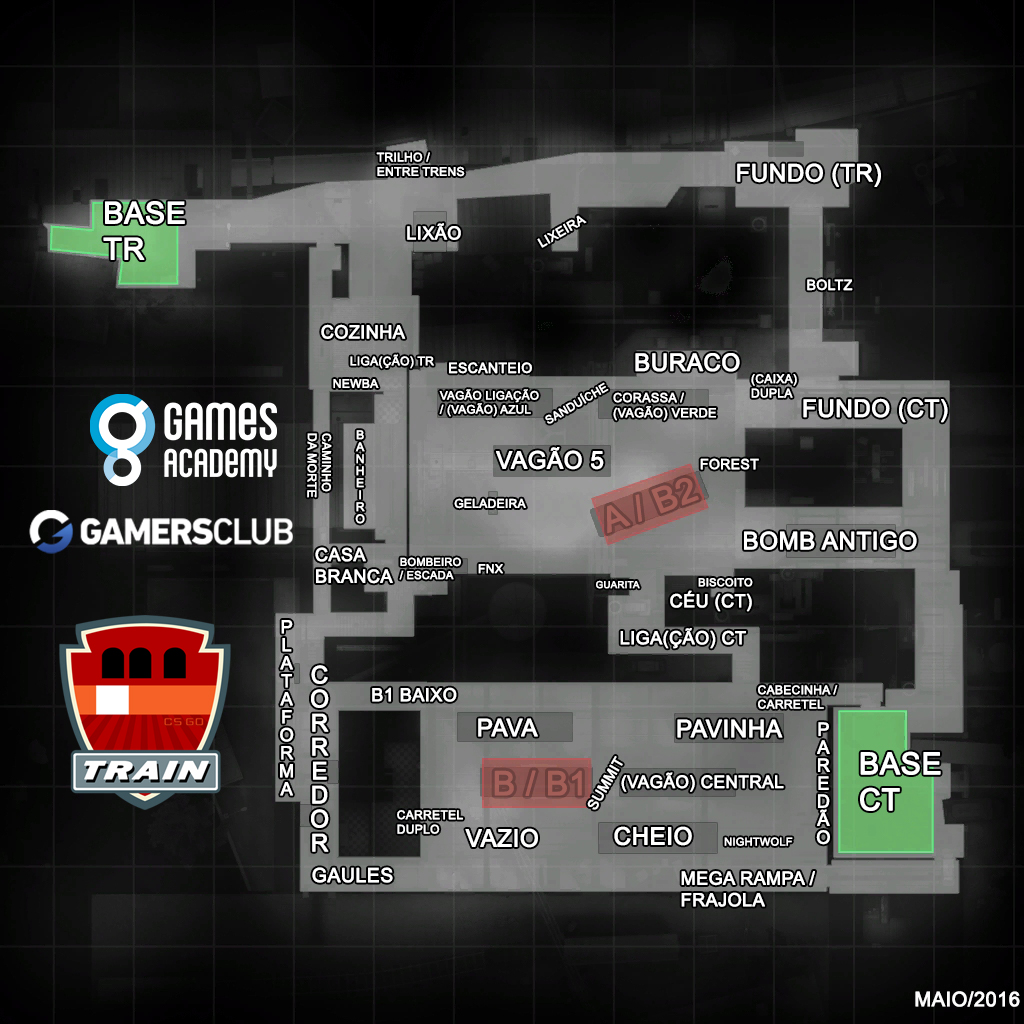 TRILHO /
ENTRE TRENS
FUNDO (TR)
BASE
TR
LIXÃO
LIXEIRA
BOLTZ
COZINHA
LIGA(ÇÃO) TR
ESCANTEIO
BURACO
NEWBA
(CAIXA)
DUPLA
VAGÃO LIGAÇÃO
/ (VAGÃO) AZUL
SANDUÍCHE
CORASSA /
(VAGÃO) VERDE
FUNDO (CT)
GAMES
ACADEMY
CAMINHO
DA MORTE
BANHEIRO
VAGÃO 5
FOREST
GELADEIRA
A / B2
GAMERSCLUB
BOMB ANTIGO
CASA
BRANCA
BOMBEIRO
/ ESCADA
FNX
GUARITA
BISCOITO
CÉU (CT)
LIGA(ÇÃO) CT
PLATAFORMA
CORREDOR
B1 BAIXO
CABECINHA /
CARRETEL
PAVA
PAVINHA
PAREDÃO
CS GO
TRAIN
B / B1
SUMMIT
(VAGÃO) CENTRAL
BASE
CT
CARRETEL
DUPLO
VAZIO
CHEIO
NIGHTWOLF
GAULES
MEGA RAMPA /
FRAJOLA
MAIO/2016